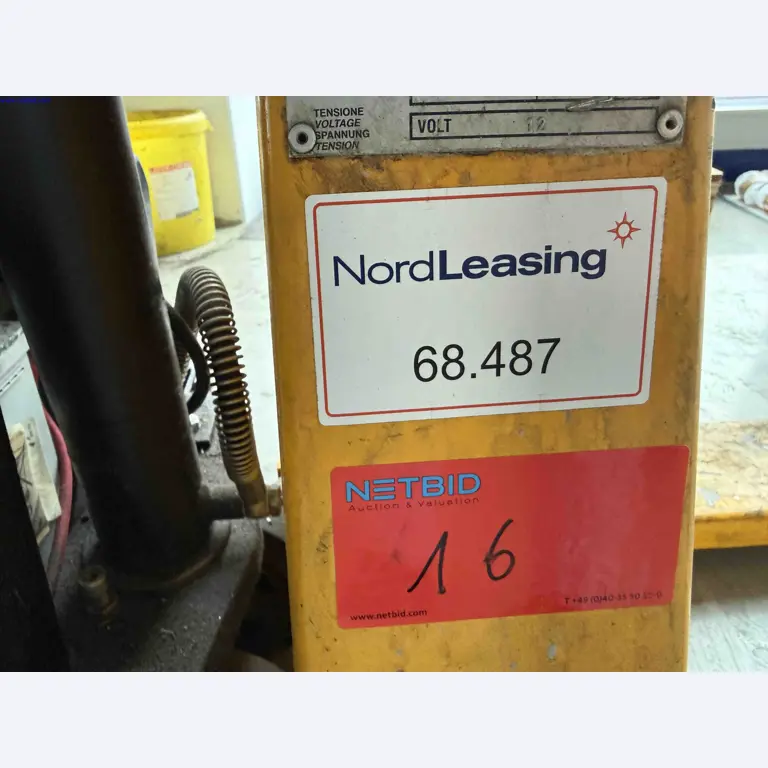 TENSIONE
VOLTAGE
SPANNUNG
TENSION
VOLT 12
NordLeasing
68.487
NETBID
Auction & Valuation
16
www.netbid.com